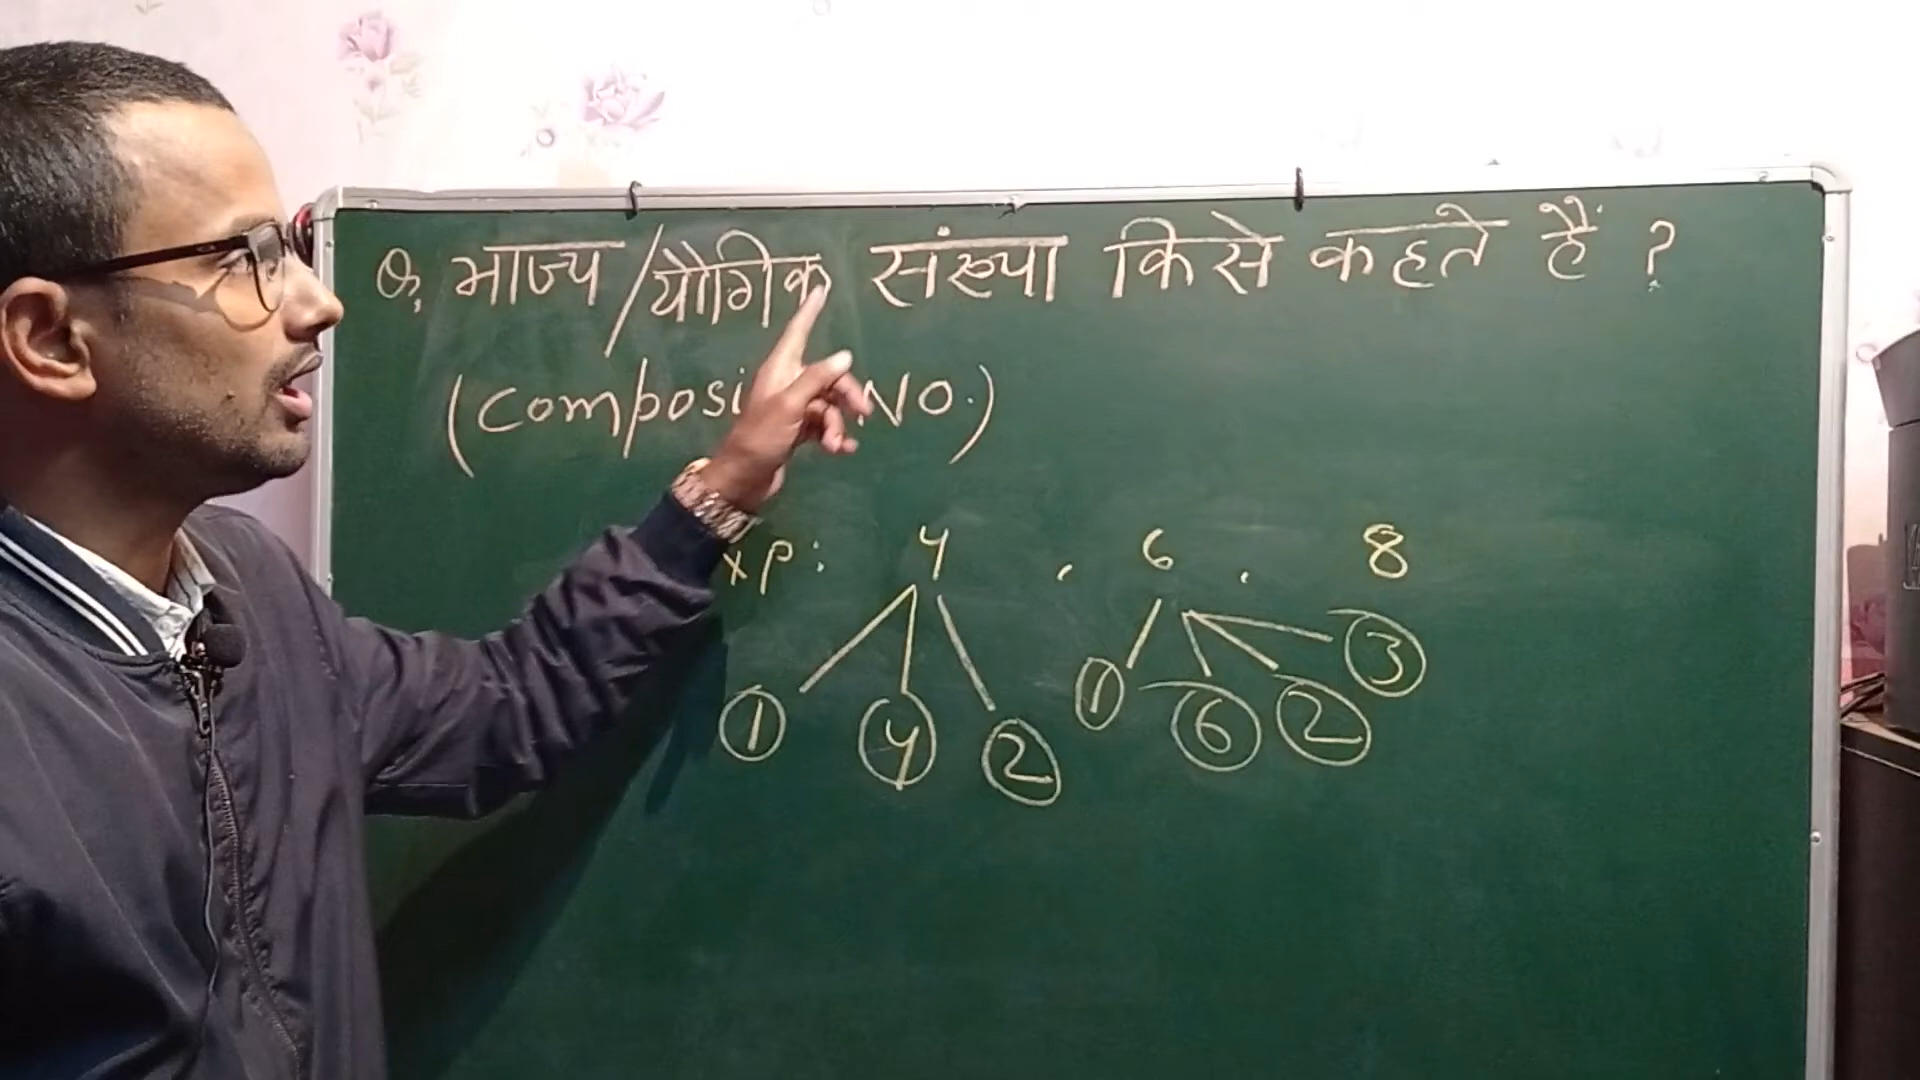 Q. भाज्य/यौगिक संख्या किसे कहते हैं ?
(Composi No.)
xp: 4 , 6 , 8
1 4 2 1 6 2 3